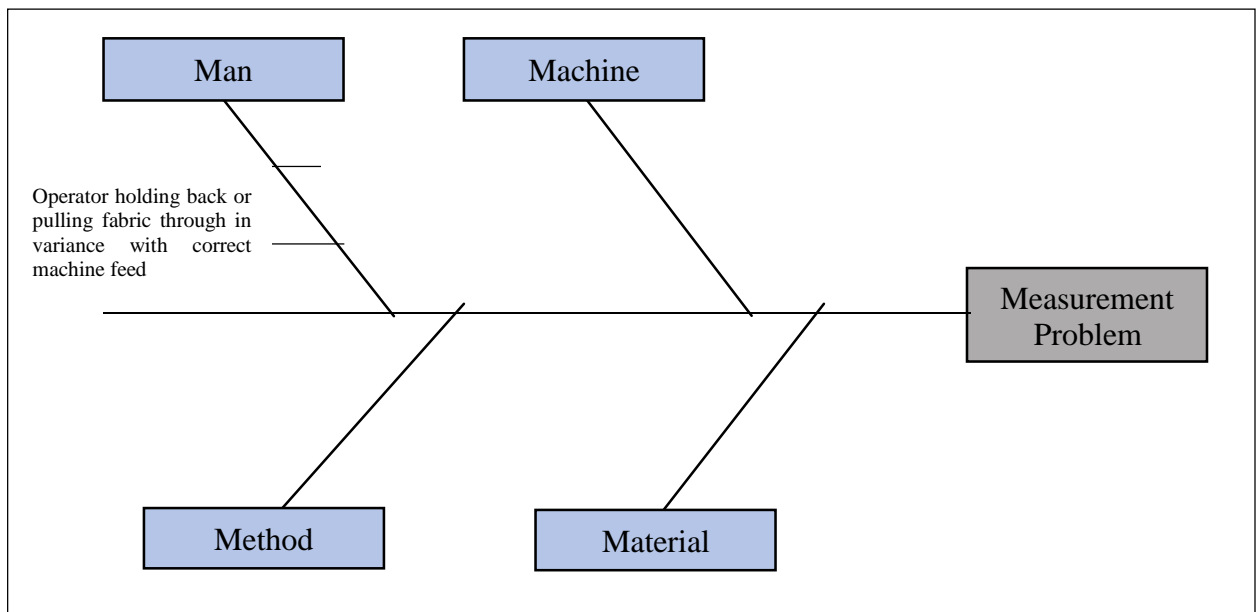 Man
Machine
Operator holding back or
pulling fabric through in
variance with correct
machine feed
Measurement
Problem
Method
Material